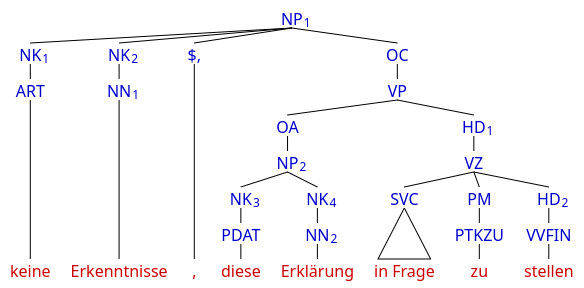 NP₁
NK₁ NK₂ $, OC
ART NN₁ VP
OA HD₁
NP₂ VZ
NK₃ NK₄ SVC PM HD₂
PDAT NN₂ PTKZU VVFIN
keine Erkenntnisse , diese Erklärung in Frage zu stellen